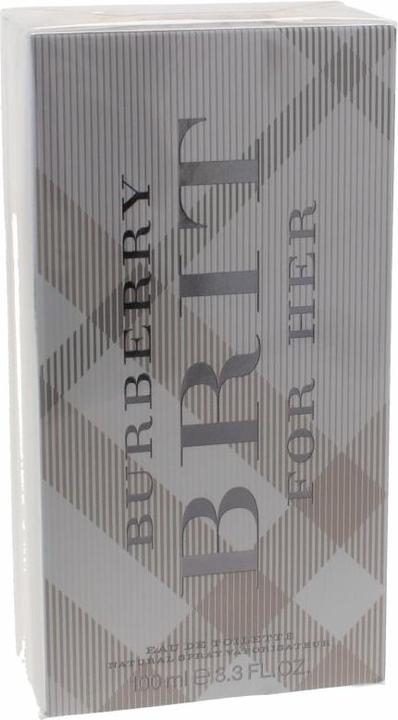 BURBERRY
BRIT
FOR HER
EAU DE TOILETTE
NATURAL SPRAY VAPORISATEUR
100 ml ℮ 3.3 FL.OZ.